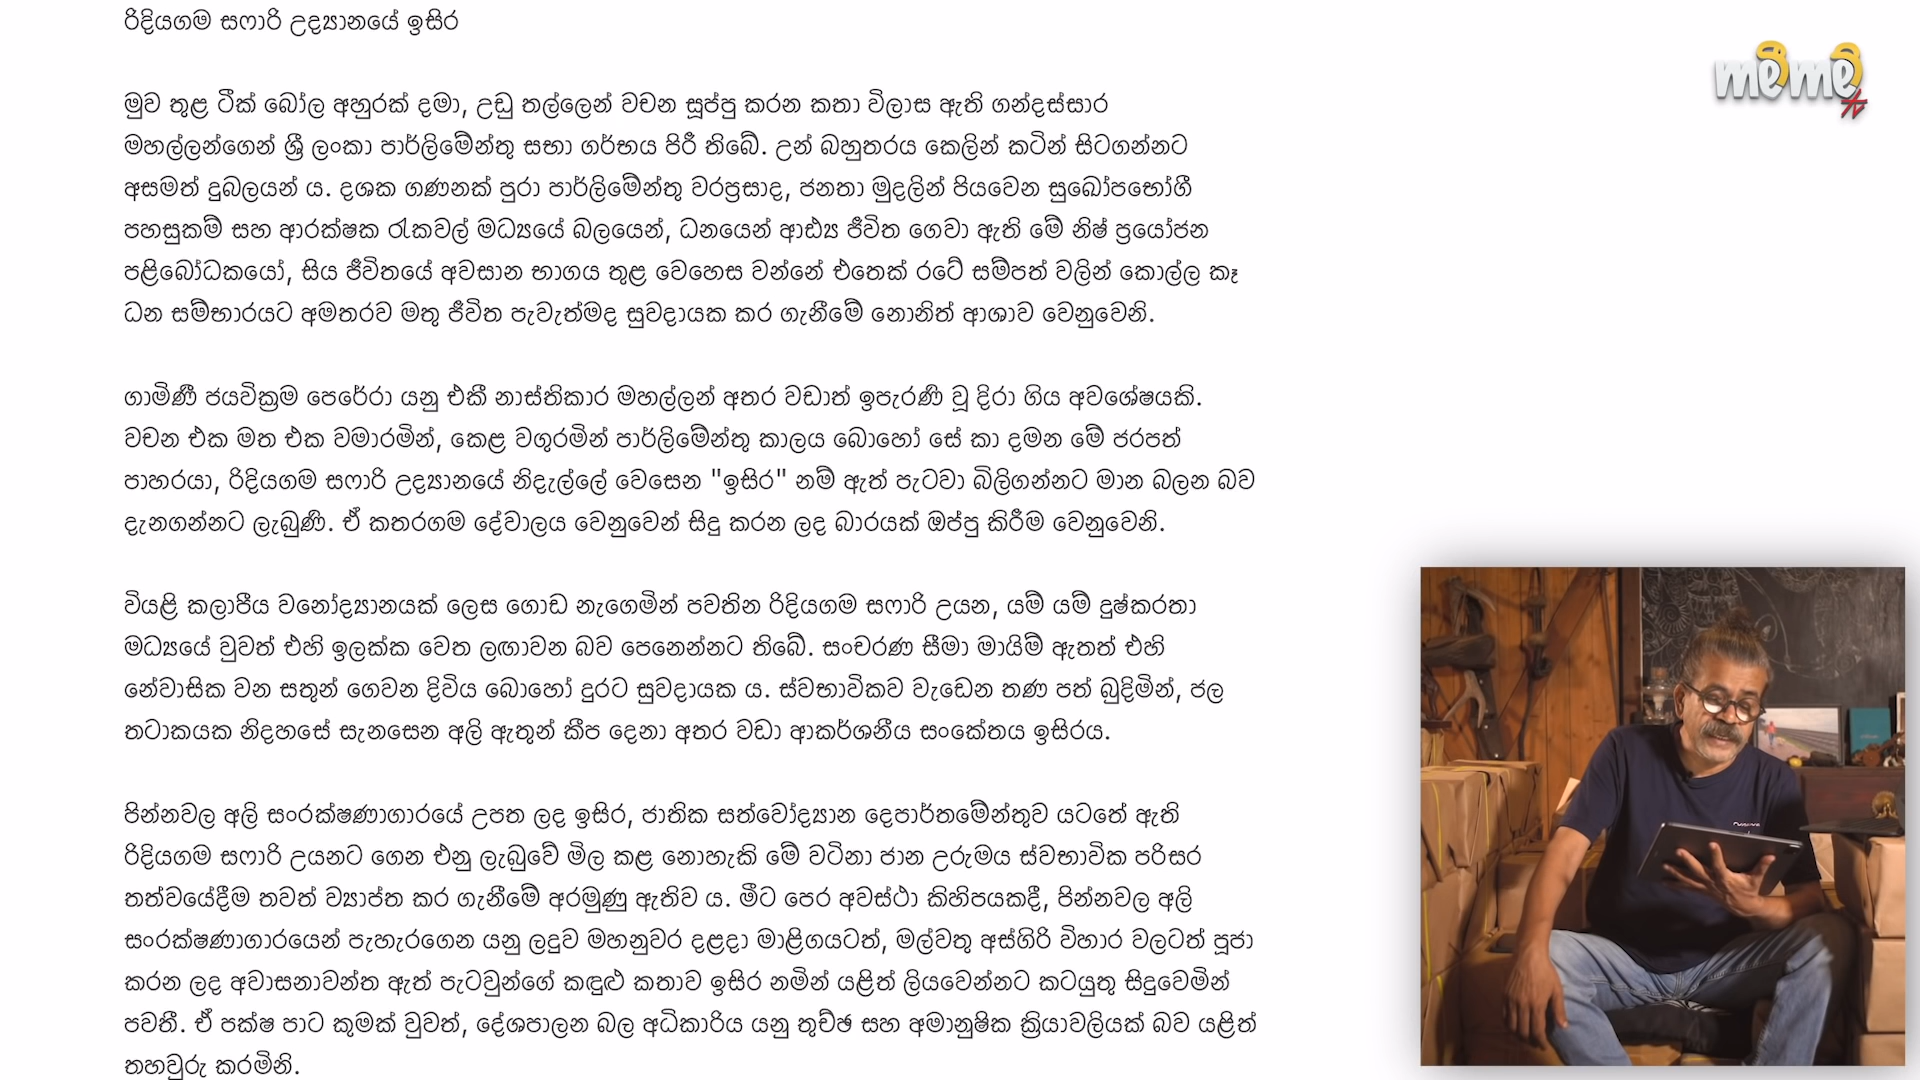 රිදියගම සෆාරි උද්‍යානයේ ඉසිර
මුව තුළ ටීක් බෝල අහුරක් දමා, උඩු තල්ලෙන් වචන සූප්පු කරන කතා විලාස ඇති ගන්දස්සාර
මහල්ලන්ගෙන් ශ්‍රී ලංකා පාර්ලිමේන්තු සභා ගර්භය පිරී තිබේ. උන් බහුතරය කෙලින් කටින් සිටගන්නට
අසමත් දුබලයන් ය. දශක ගණනක් පුරා පාර්ලිමේන්තු වරප්‍රසාද, ජනතා මුදලින් පියවෙන සුඛෝපභෝගී
පහසුකම් සහ ආරක්ෂක රැකවල් මධ්‍යයේ බලයෙන්, ධනයෙන් ආඪ්‍ය ජීවිත ගෙවා ඇති මේ නිෂ් ප්‍රයෝජන
පළිබෝධකයෝ, සිය ජීවිතයේ අවසාන භාගය තුළ වෙහෙස වන්නේ එතෙක් රටේ සම්පත් වලින් කොල්ල කෑ
ධන සම්භාරයට අමතරව මතු ජීවිත පැවැත්මද සුවදායක කර ගැනීමේ නොනිත් ආශාව වෙනුවෙනි.
ගාමිණී ජයවික්‍රම පෙරේරා යනු එකී නාස්තිකාර මහල්ලන් අතර වඩාත් ඉපැරණි වූ දිරා ගිය අවශේෂයකි.
වචන එක මත එක වමාරමින්, කෙළ වගුරමින් පාර්ලිමේන්තු කාලය බොහෝ සේ කා දමන මේ ජරපත්
පාහරයා, රිදියගම සෆාරි උද්‍යානයේ නිදැල්ලේ වෙසෙන "ඉසිර" නම් ඇත් පැටවා බිලිගන්නට මාන බලන බව
දැනගන්නට ලැබුණි. ඒ කතරගම දේවාලය වෙනුවෙන් සිදු කරන ලද බාරයක් ඔප්පු කිරීම වෙනුවෙනි.
වියළි කලාපීය වනෝද්‍යානයක් ලෙස ගොඩ නැගෙමින් පවතින රිදියගම සෆාරි උයන, යම් යම් දුෂ්කරතා
මධ්‍යයේ වුවත් එහි ඉලක්ක වෙත ලඟාවන බව පෙනෙන්නට තිබේ. සංචරණ සීමා මායිම් ඇතත් එහි
නේවාසික වන සතුන් ගෙවන දිවිය බොහෝ දුරට සුවදායක ය. ස්වභාවිකව වැඩෙන තණ පත් බුදිමින්, ජල
තටාකයක නිදහසේ සැනසෙන අලි ඇතුන් කීප දෙනා අතර වඩා ආකර්ශනීය සංකේතය ඉසිරය.
පින්නවල අලි සංරක්ෂණාගාරයේ උපත ලද ඉසිර, ජාතික සත්වෝද්‍යාන දෙපාර්තමේන්තුව යටතේ ඇති
රිදියගම සෆාරි උයනට ගෙන එනු ලැබුවේ මිල කළ නොහැකි මේ වටිනා ජාන උරුමය ස්වභාවික පරිසර
තත්වයේදීම තවත් ව්‍යාප්ත කර ගැනීමේ අරමුණු ඇතිව ය. මීට පෙර අවස්ථා කිහිපයකදී, පින්නවල අලි
සංරක්ෂණාගාරයෙන් පැහැරගෙන යනු ලදුව මහනුවර දළදා මාළිගයටත්, මල්වතු අස්ගිරි විහාර වලටත් පූජා
කරන ලද අවාසනාවන්ත ඇත් පැටවුන්ගේ කඳුළු කතාව ඉසිර නමින් යළිත් ලියවෙන්නට කටයුතු සිදුවෙමින්
පවතී. ඒ පක්ෂ පාට කුමක් වුවත්, දේශපාලන බල අධිකාරිය යනු තුච්ඡ සහ අමානුෂික ක්‍රියාවලියක් බව යළිත්
තහවුරු කරමිනි.